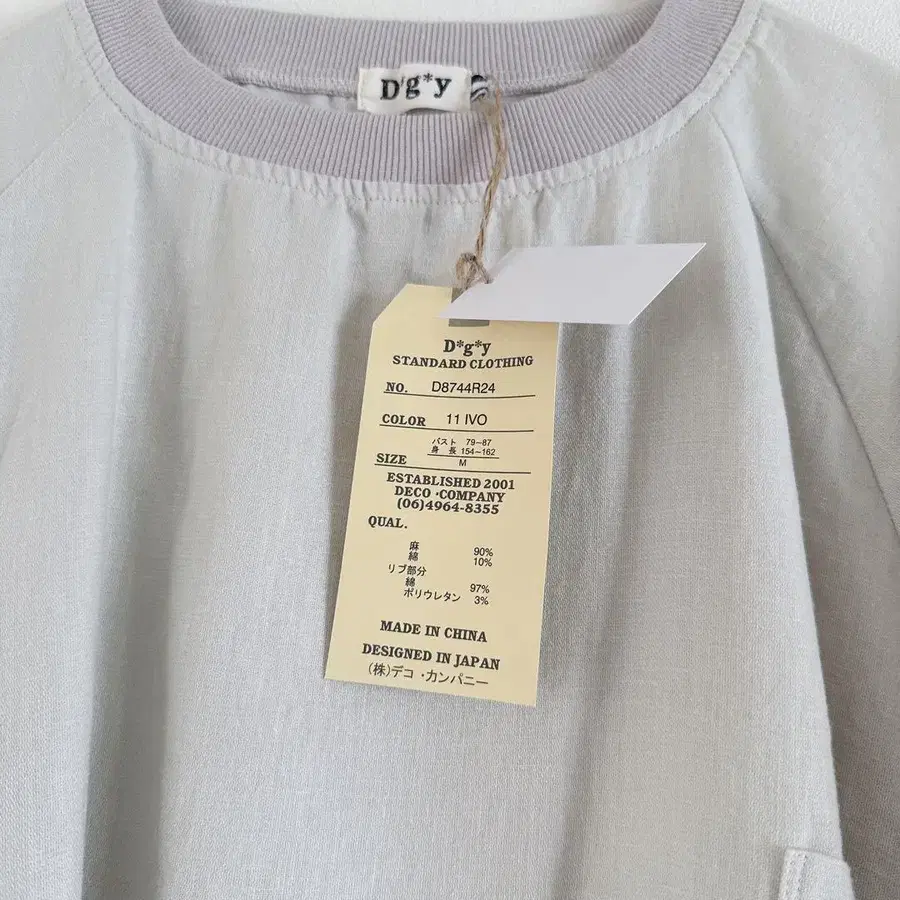 D*g*y
D*g*y
STANDARD CLOTHING
NO. D8744R24
COLOR 11 IVO
バスト 79~87
身 長 154~162
SIZE M
ESTABLISHED 2001
DECO・COMPANY
(06)4964-8355
QUAL.
麻 90%
綿 10%
リブ部分
綿 97%
ポリウレタン 3%
MADE IN CHINA
DESIGNED IN JAPAN
(株)デコ・カンパニー